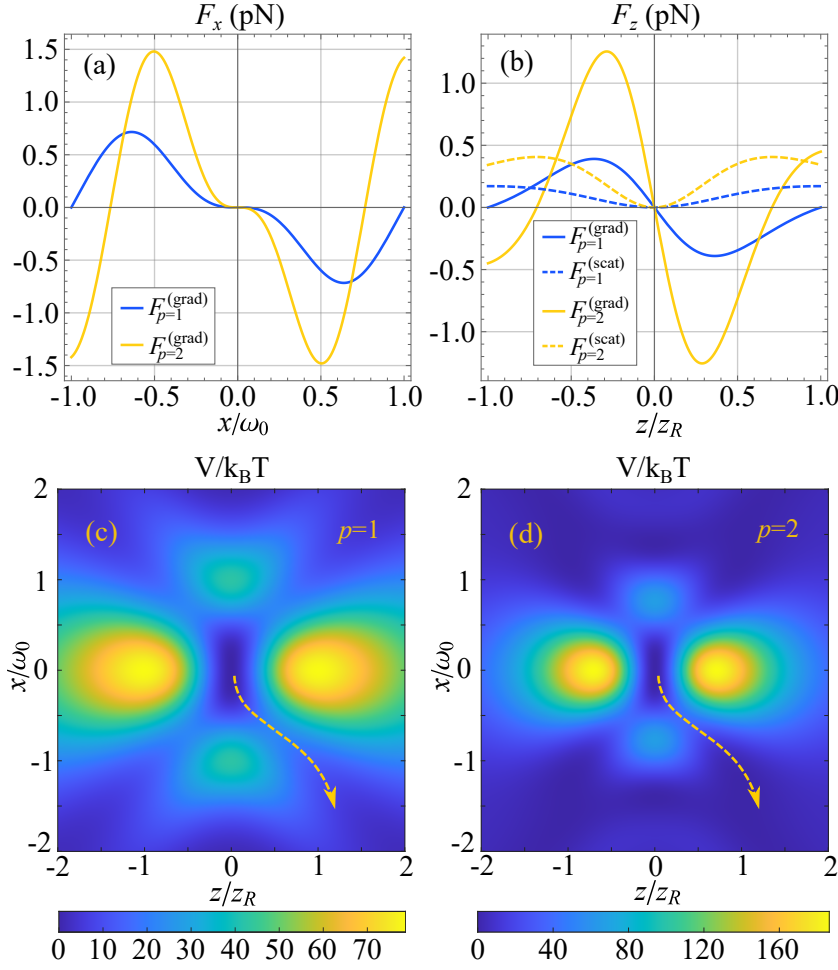 Fx (pN)
(a)
1.5
1.0
0.5
0.0
-0.5
-1.0
-1.5
F(grad)p=1
F(grad)p=2
-1.0 -0.5 0.0 0.5 1.0
x/ω0
Fz (pN)
(b)
1.0
0.5
0.0
-0.5
-1.0
F(grad)p=1
F(scat)p=1
F(grad)p=2
F(scat)p=2
-1.0 -0.5 0.0 0.5 1.0
z/zR
V/kBT
(c)
p=1
x/ω0
2
1
0
-1
-2
-2 -1 0 1 2
z/zR
0 10 20 30 40 50 60 70
V/kBT
(d)
p=2
x/ω0
2
1
0
-1
-2
-2 -1 0 1 2
z/zR
0 40 80 120 160